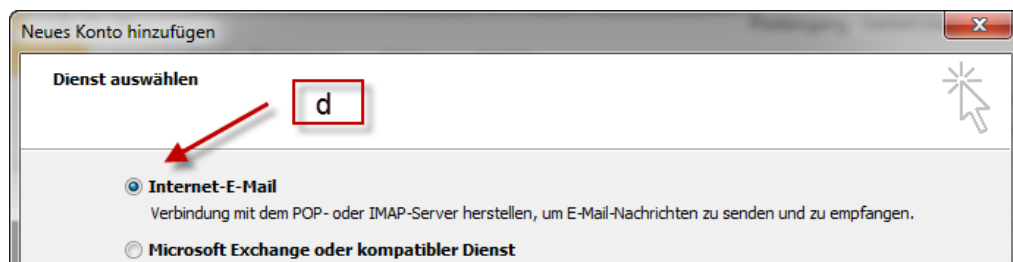 Neues Konto hinzufügen
Dienst auswählen
d
Internet-E-Mail
Verbindung mit dem POP- oder IMAP-Server herstellen, um E-Mail-Nachrichten zu senden und zu empfangen.
Microsoft Exchange oder kompatibler Dienst